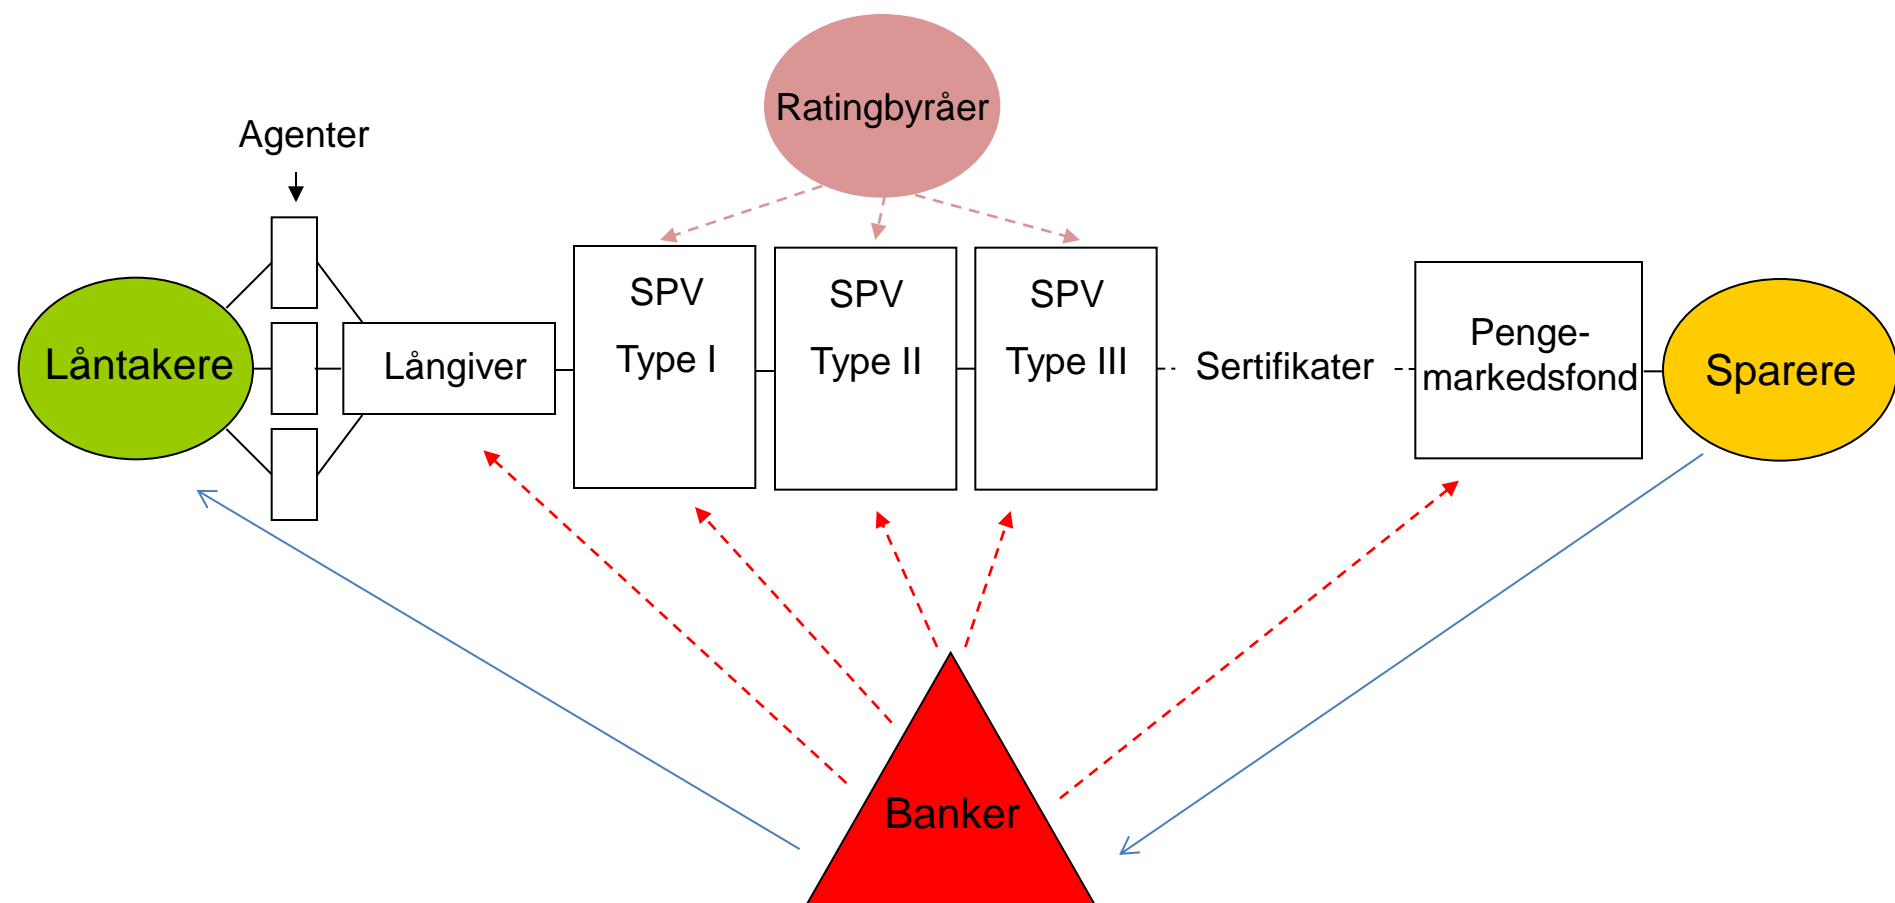 Ratingbyråer
Agenter
Låntakere
Långiver
SPV
Type I
SPV
Type II
SPV
Type III
Sertifikater
Penge-
markedsfond
Sparere
Banker